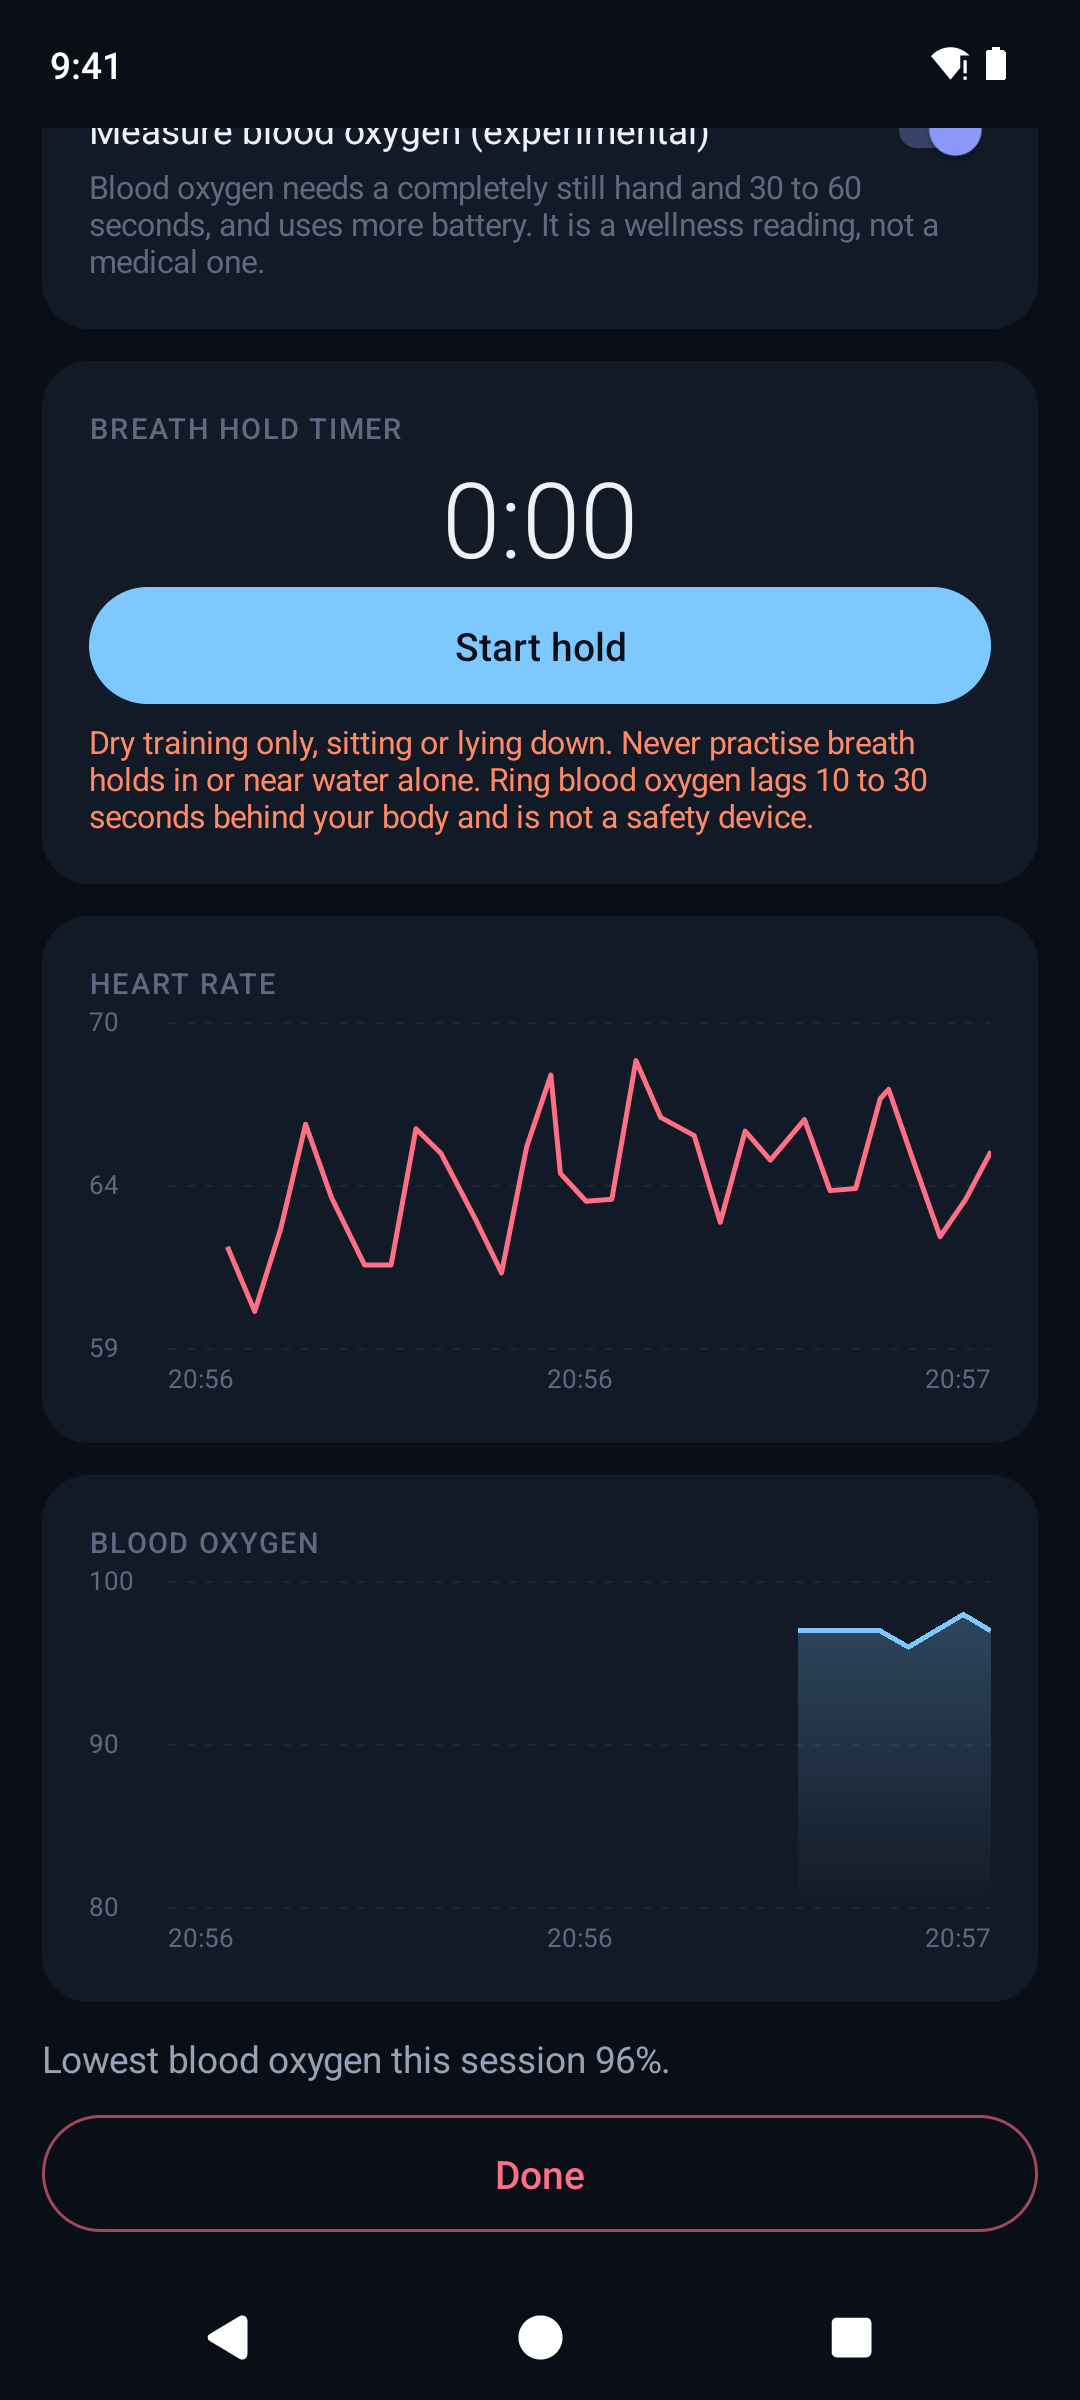 9:41
Measure blood oxygen (experimental)
Blood oxygen needs a completely still hand and 30 to 60
seconds, and uses more battery. It is a wellness reading, not a
medical one.
BREATH HOLD TIMER
0:00
Start hold
Dry training only, sitting or lying down. Never practise breath
holds in or near water alone. Ring blood oxygen lags 10 to 30
seconds behind your body and is not a safety device.
HEART RATE
70
64
59
20:56 20:56 20:57
BLOOD OXYGEN
100
90
80
20:56 20:56 20:57
Lowest blood oxygen this session 96%.
Done